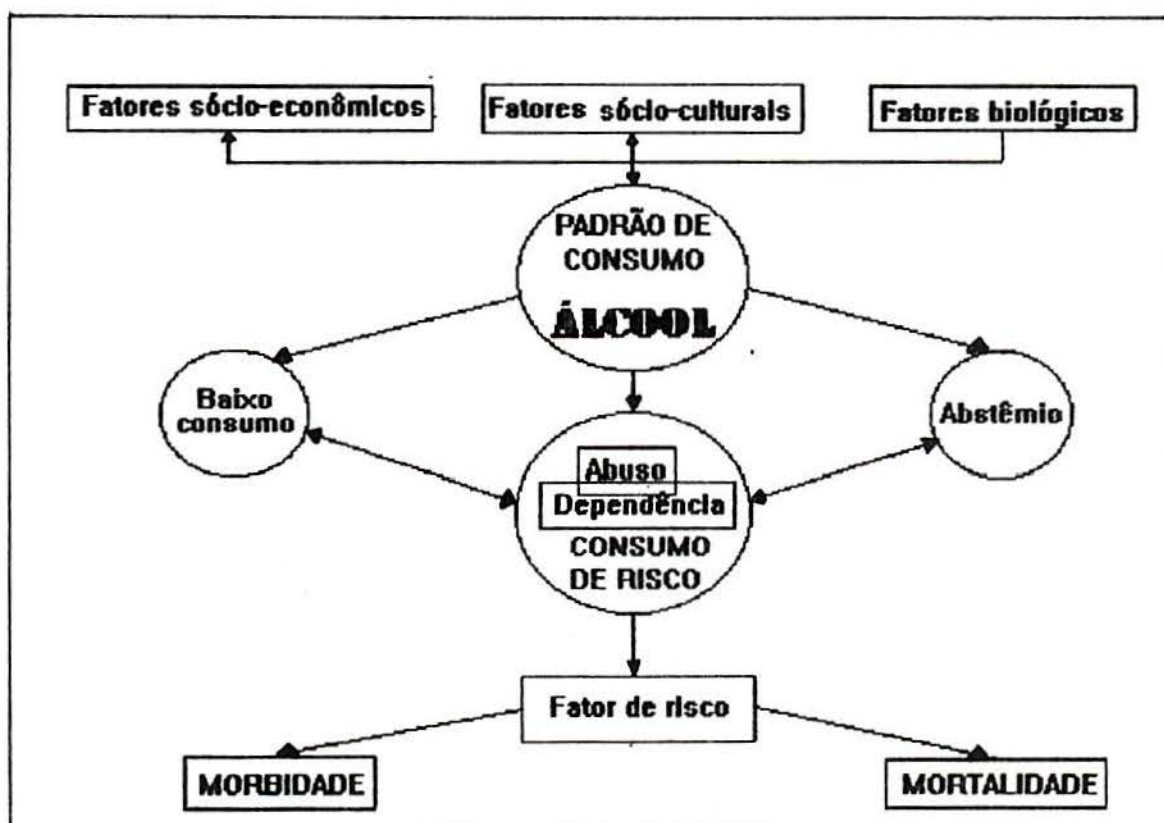 Fatores sócio-econômicos
Fatores sócio-culturais
Fatores biológicos
PADRÃO DE
CONSUMO
ÁLCOOL
Baixo
consumo
Abstêmio
Abuso
Dependência
CONSUMO
DE RISCO
Fator de risco
MORBIDADE
MORTALIDADE